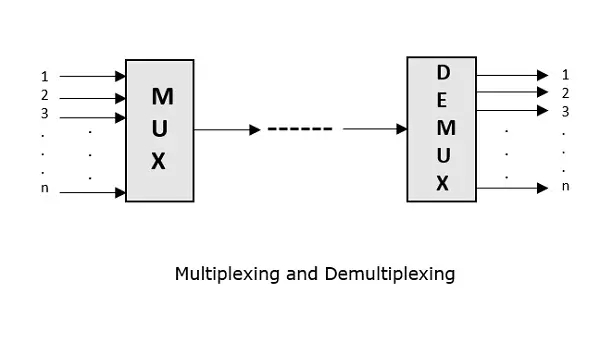 1
2
3
.
.
.
n
.
.
.
M
U
X
------
D
E
M
U
X
.
.
.
1
2
3
.
.
.
n
Multiplexing and Demultiplexing